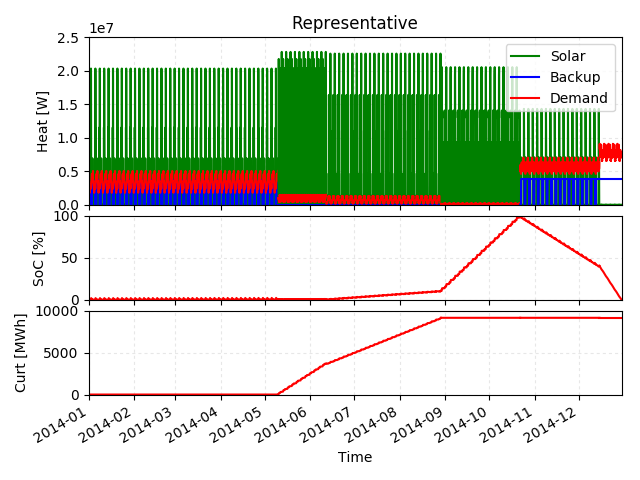 Representative
1e7
2.5
2.0
1.5
1.0
0.5
0.0
Heat [W]
Solar
Backup
Demand
100
50
0
SoC [%]
10000
5000
0
Curt [MWh]
2014-01
2014-02
2014-03
2014-04
2014-05
2014-06
2014-07
2014-08
2014-09
2014-10
2014-11
2014-12
Time